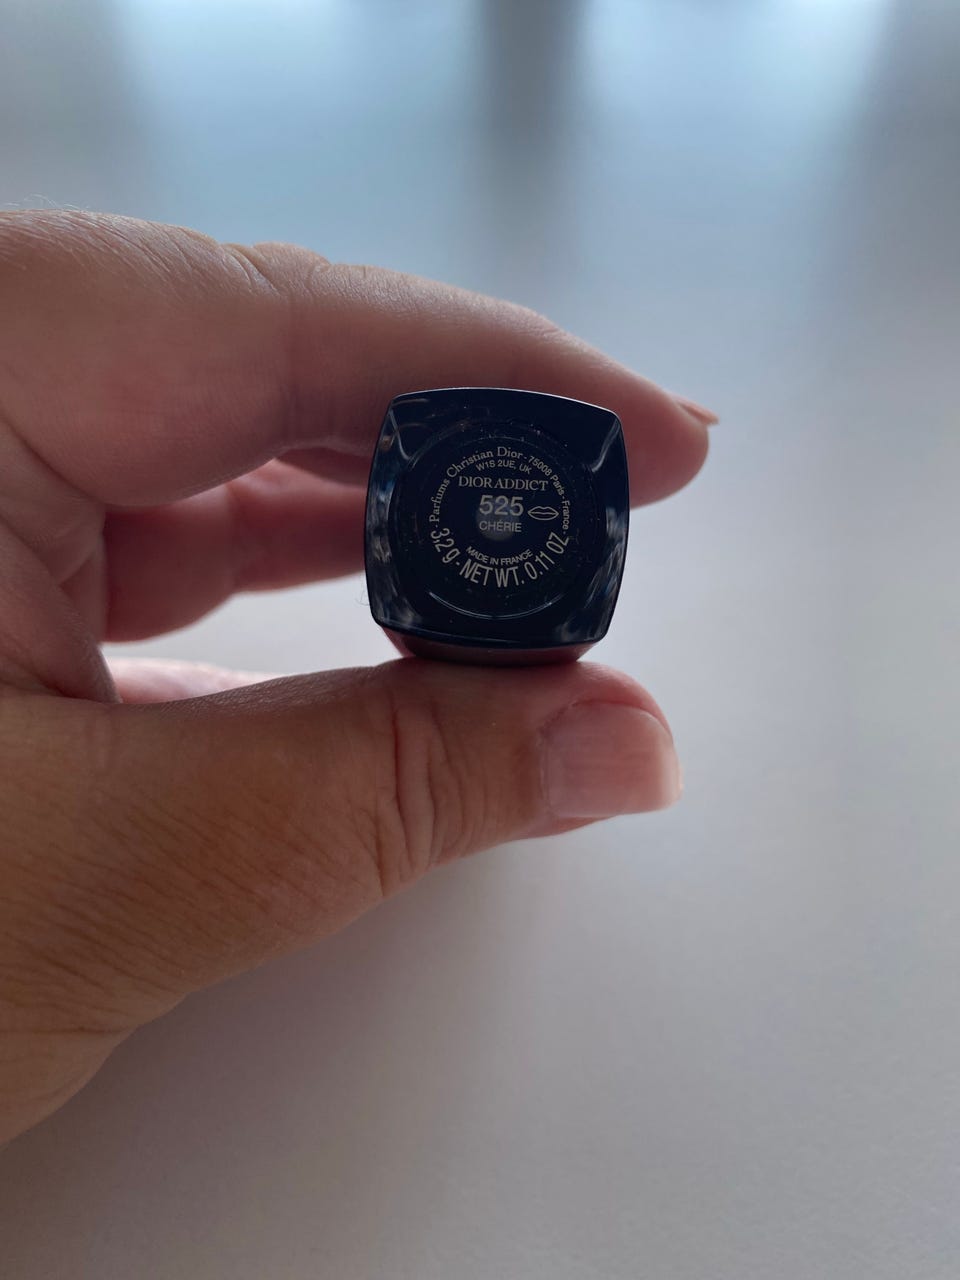 Parfums Christian Dior - 75008 Paris - France -
W1S 2UE, UK
DIOR ADDICT
525
CHÉRIE
MADE IN FRANCE
3,2 g - NET WT. 0.11 OZ.